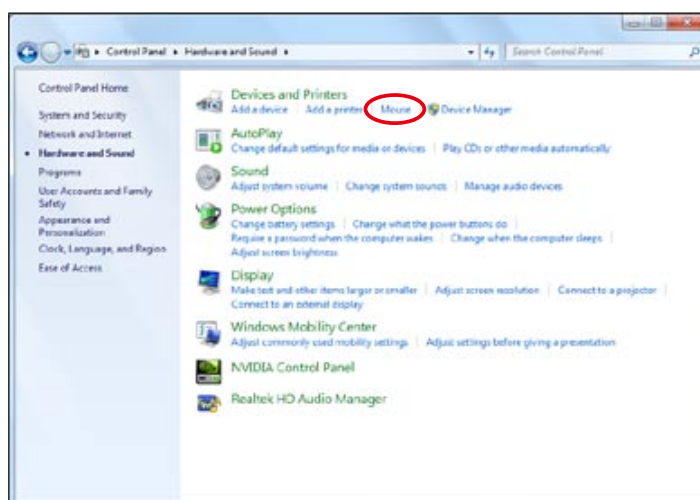 Control Panel ▸ Hardware and Sound ▸
Search Control Panel
Control Panel Home
System and Security
Network and Internet
Hardware and Sound
Programs
User Accounts and Family
Safety
Appearance and
Personalization
Clock, Language, and Region
Ease of Access
Devices and Printers
Add a device | Add a printer | Mouse | Device Manager
AutoPlay
Change default settings for media or devices | Play CDs or other media automatically
Sound
Adjust system volume | Change system sounds | Manage audio devices
Power Options
Change battery settings | Change what the power buttons do |
Require a password when the computer wakes | Change when the computer sleeps |
Adjust screen brightness
Display
Make text and other items larger or smaller | Adjust screen resolution | Connect to a projector |
Connect to an external display
Windows Mobility Center
Adjust commonly used mobility settings | Adjust settings before giving a presentation
NVIDIA Control Panel
Realtek HD Audio Manager